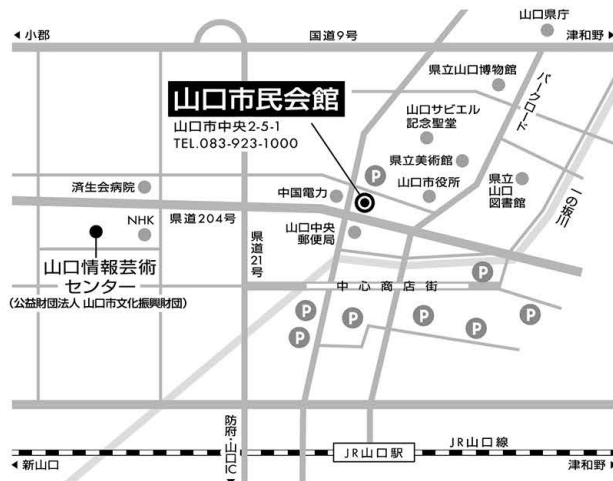 小郡
国道9号
山口県庁
津和野
県立山口博物館
パークロード
山口市民会館
山口市中央2-5-1
TEL.083-923-1000
山口サビエル
記念聖堂
県立美術館
P
済生会病院
中国電力
山口市役所
県立
山口
図書館
一の坂川
NHK
県道204号
山口中央
郵便局
県道21号
山口情報芸術
センター
(公益財団法人 山口市文化振興財団)
P
中心商店街
P
P
P
P
P
P
防府・山口IC
JR山口駅
JR山口線
新山口
津和野